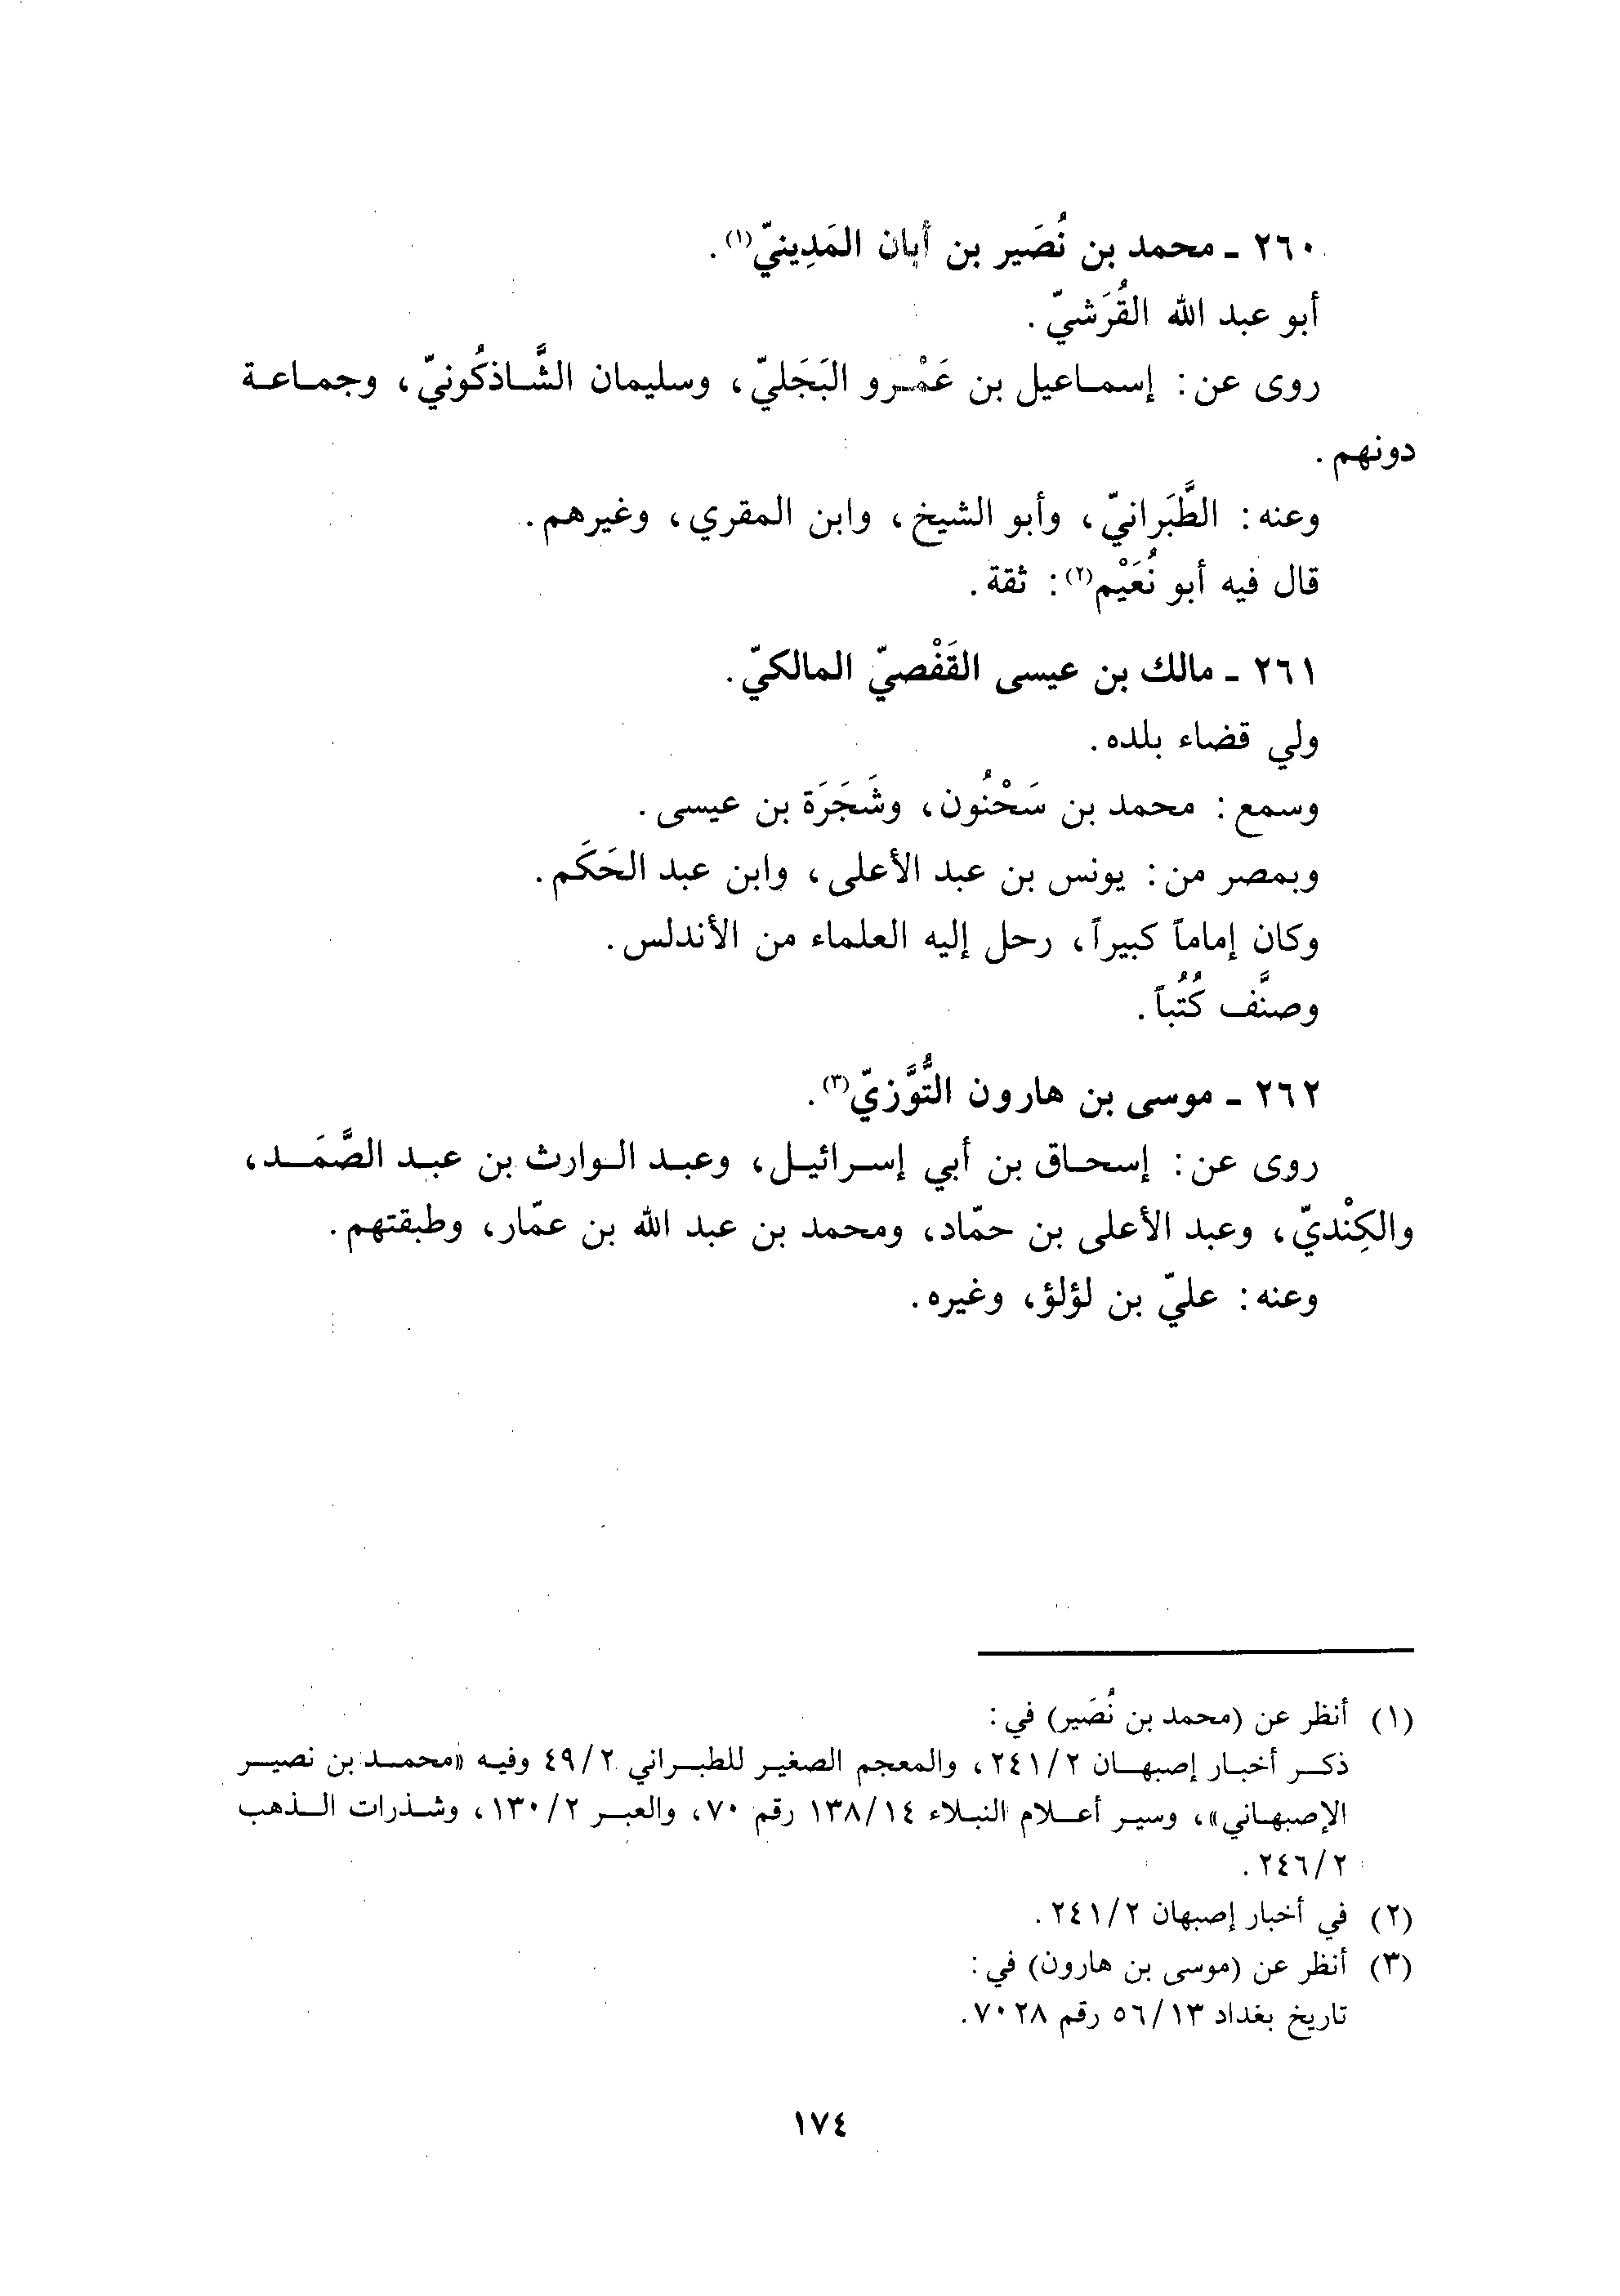 ٢٦٠ ـ محمد بن نُصَير بن أبان المَدِينيّ(١).
أبو عبد الله القُرَشيّ.
روى عن: إسماعيل بن عَمْرو البَجَليّ، وسليمان الشَّاذكُونيّ، وجماعة
دونهم.
وعنه: الطَّبَرانيّ، وأبو الشيخ، وابن المقري، وغيرهم.
قال فيه أبو نُعَيْم(٢): ثقة.
٢٦١ ـ مالك بن عيسى القَفْصيّ المالكيّ.
ولي قضاء بلده.
وسمع: محمد بن سَحْنُون، وشَجَرَة بن عيسى.
وبمصر من: يونس بن عبد الأعلى، وابن عبد الحَكَم.
وكان إماماً كبيراً، رحل إليه العلماء من الأندلس.
وصنَّف كُتُباً.
٢٦٢ ـ موسى بن هارون التُّوَّزيّ(٣).
روى عن: إسحاق بن أبي إسرائيل، وعبد الوارث بن عبد الصَّمَد،
والكِنْديّ، وعبد الأعلى بن حمّاد، ومحمد بن عبد الله بن عمّار، وطبقتهم.
وعنه: عليّ بن لؤلؤ، وغيره.
(١) أنظر عن (محمد بن نُصَير) في:
ذكر أخبار إصبهان ٢/٢٤١، والمعجم الصغير للطبراني ٢/٤٩ وفيه «محمد بن نصير
الإصبهاني»، وسير أعلام النبلاء ١٤/١٣٨ رقم ٧٠، والعبر ٢/١٣٠، وشذرات الذهب
٢/٢٤٦.
(٢) في أخبار إصبهان ٢/٢٤١.
(٣) أنظر عن (موسى بن هارون) في:
تاريخ بغداد ١٣/٥٦ رقم ٧٠٢٨.
١٧٤